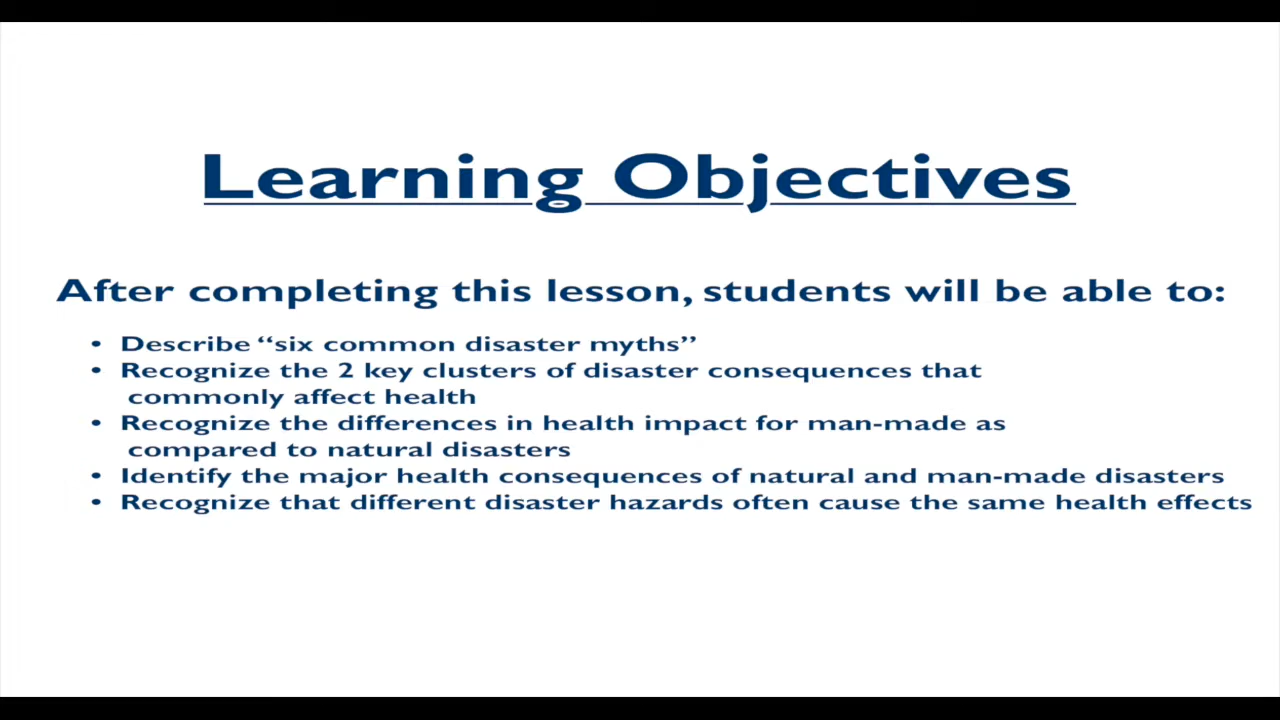 Learning Objectives
After completing this lesson, students will be able to:
• Describe “six common disaster myths”
• Recognize the 2 key clusters of disaster consequences that
commonly affect health
• Recognize the differences in health impact for man-made as
compared to natural disasters
• Identify the major health consequences of natural and man-made disasters
• Recognize that different disaster hazards often cause the same health effects